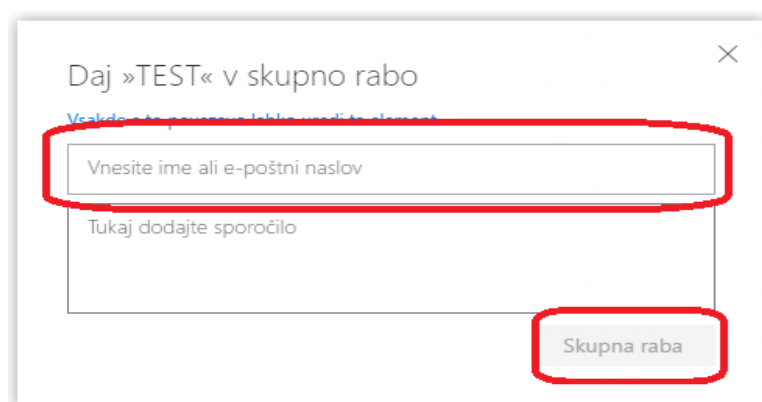 Daj »TEST« v skupno rabo
Vsakdo s to povezavo lahko uredi ta element
Vnesite ime ali e-poštni naslov
Tukaj dodajte sporočilo
Skupna raba